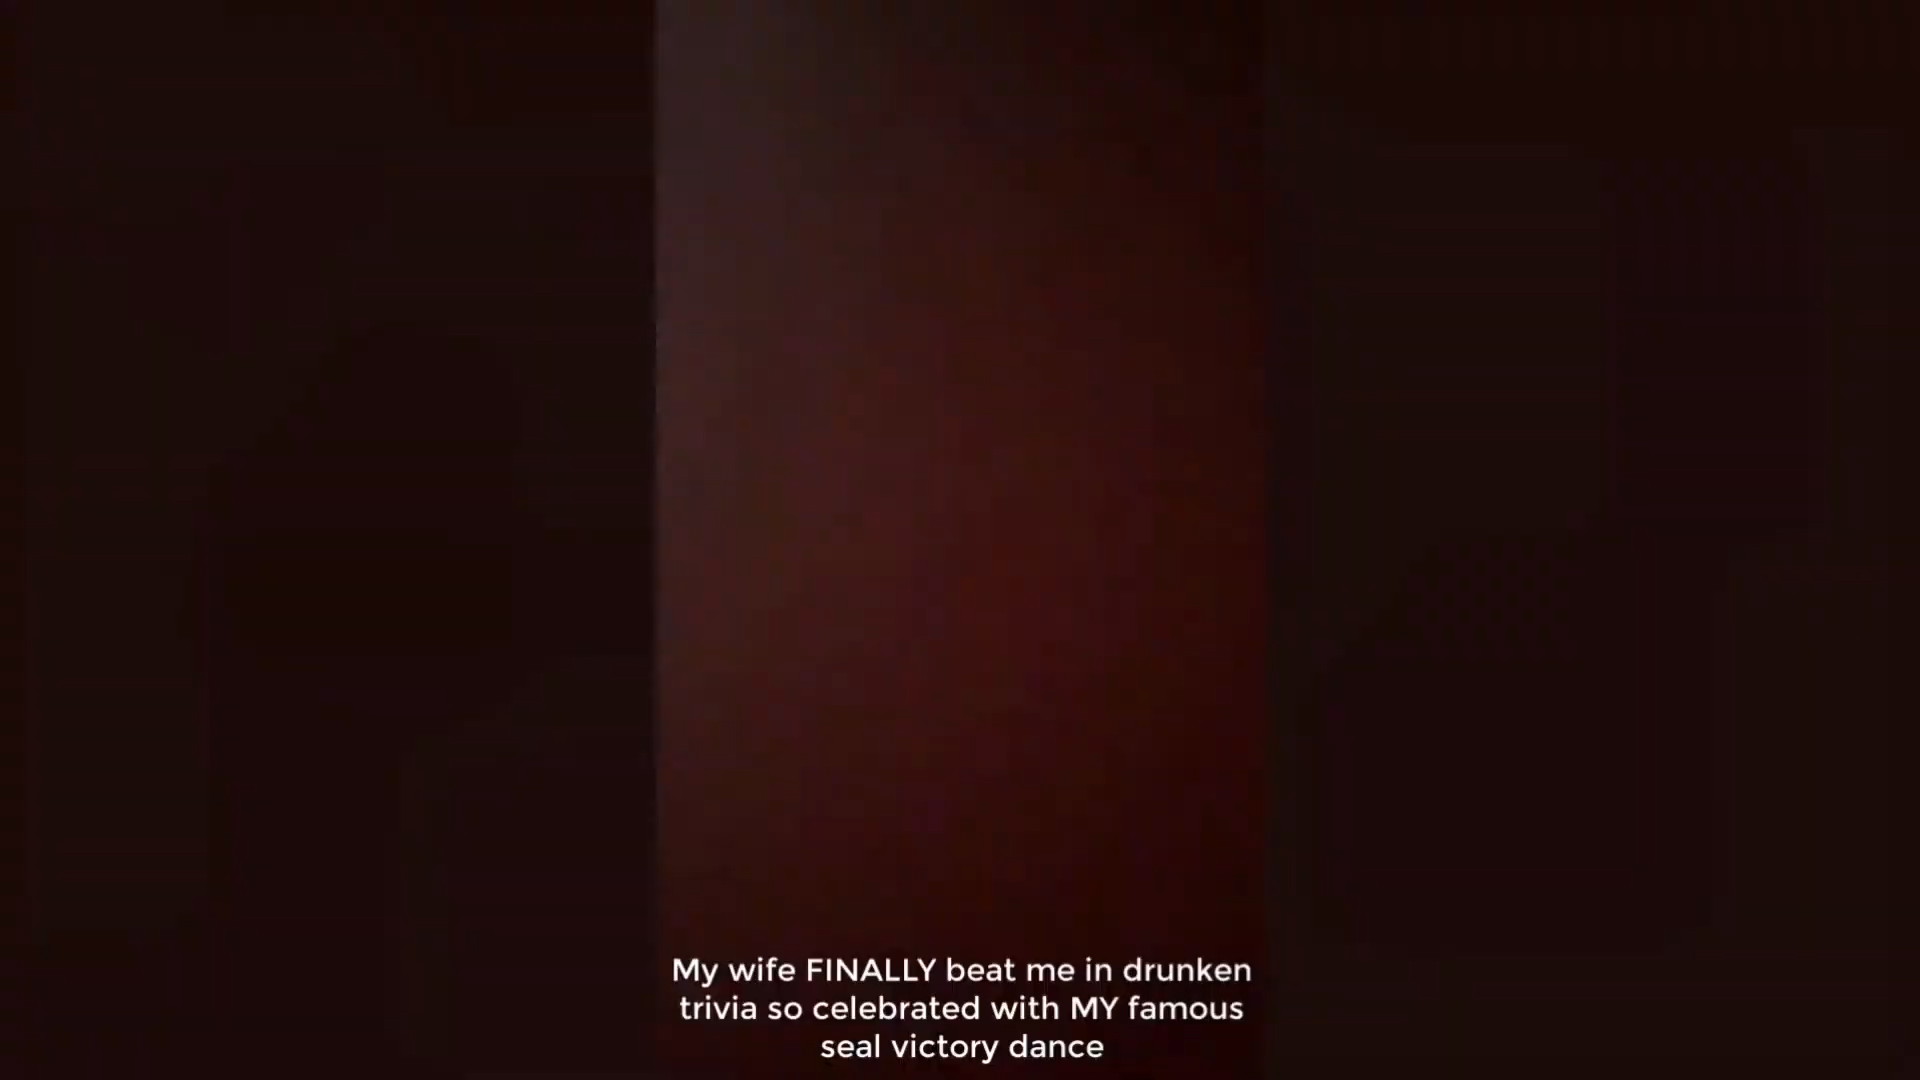 My wife FINALLY beat me in drunken
trivia so celebrated with MY famous
seal victory dance